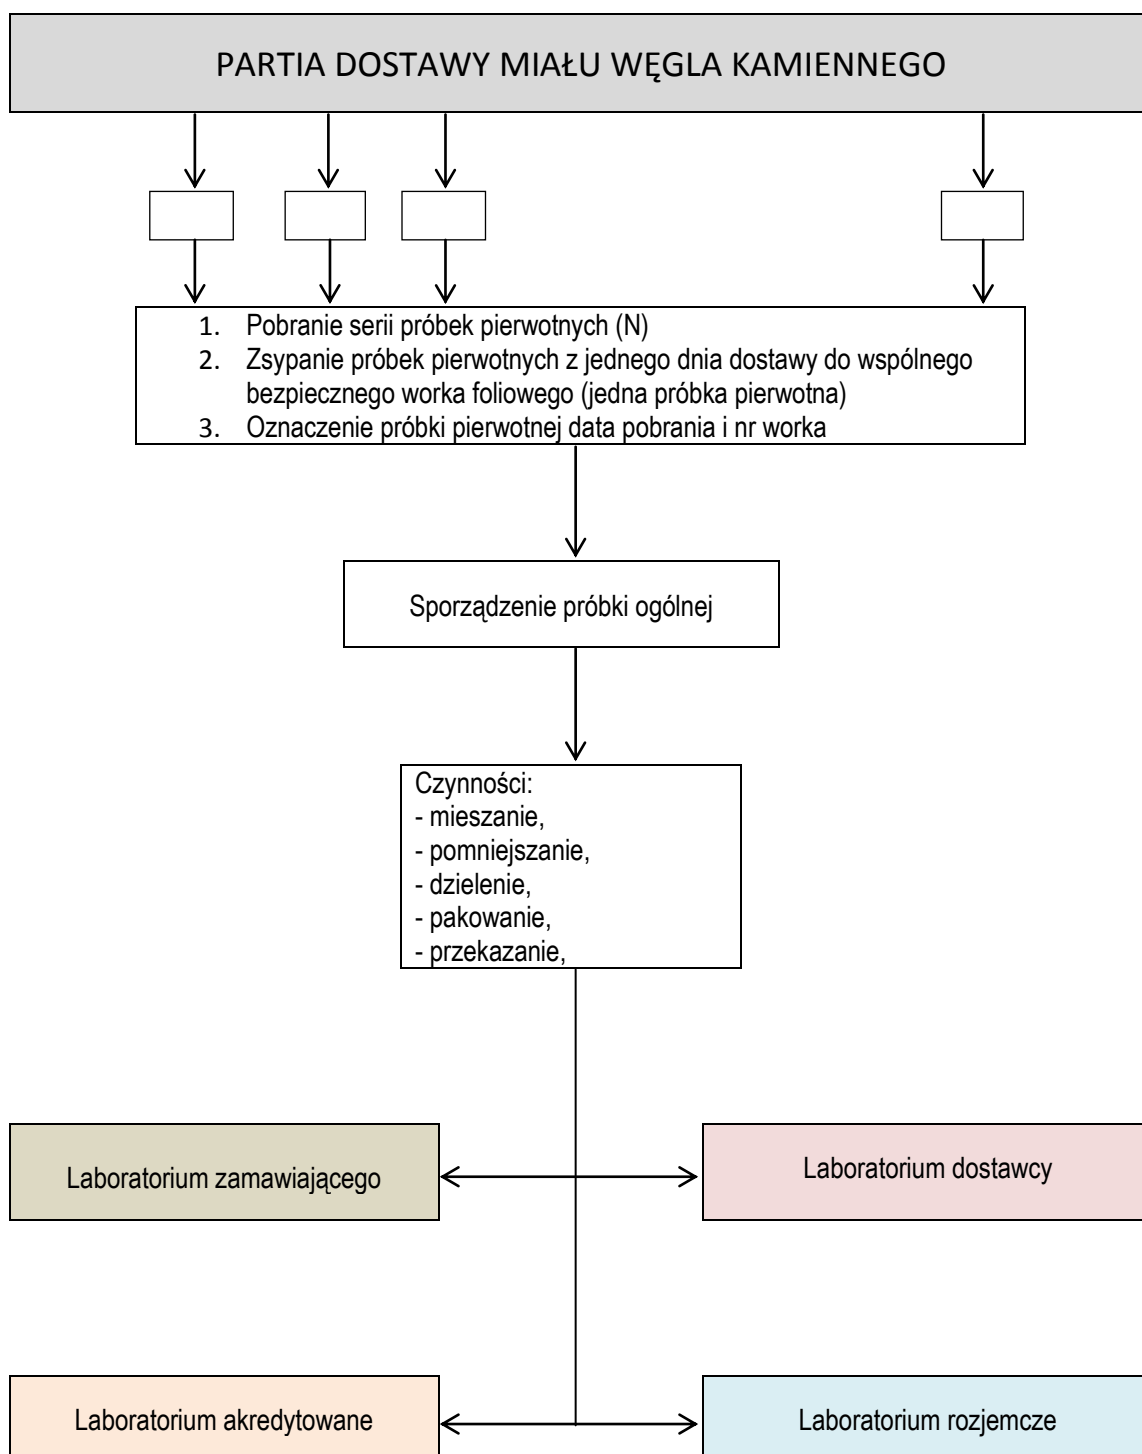 PARTIA DOSTAWY MIAŁU WĘGLA KAMIENNEGO
1. Pobranie serii próbek pierwotnych (N)
2. Zsypanie próbek pierwotnych z jednego dnia dostawy do wspólnego
bezpiecznego worka foliowego (jedna próbka pierwotna)
3. Oznaczenie próbki pierwotnej data pobrania i nr worka
Sporządzenie próbki ogólnej
Czynności:
- mieszanie,
- pomniejszanie,
- dzielenie,
- pakowanie,
- przekazanie,
Laboratorium zamawiającego
Laboratorium dostawcy
Laboratorium akredytowane
Laboratorium rozjemcze